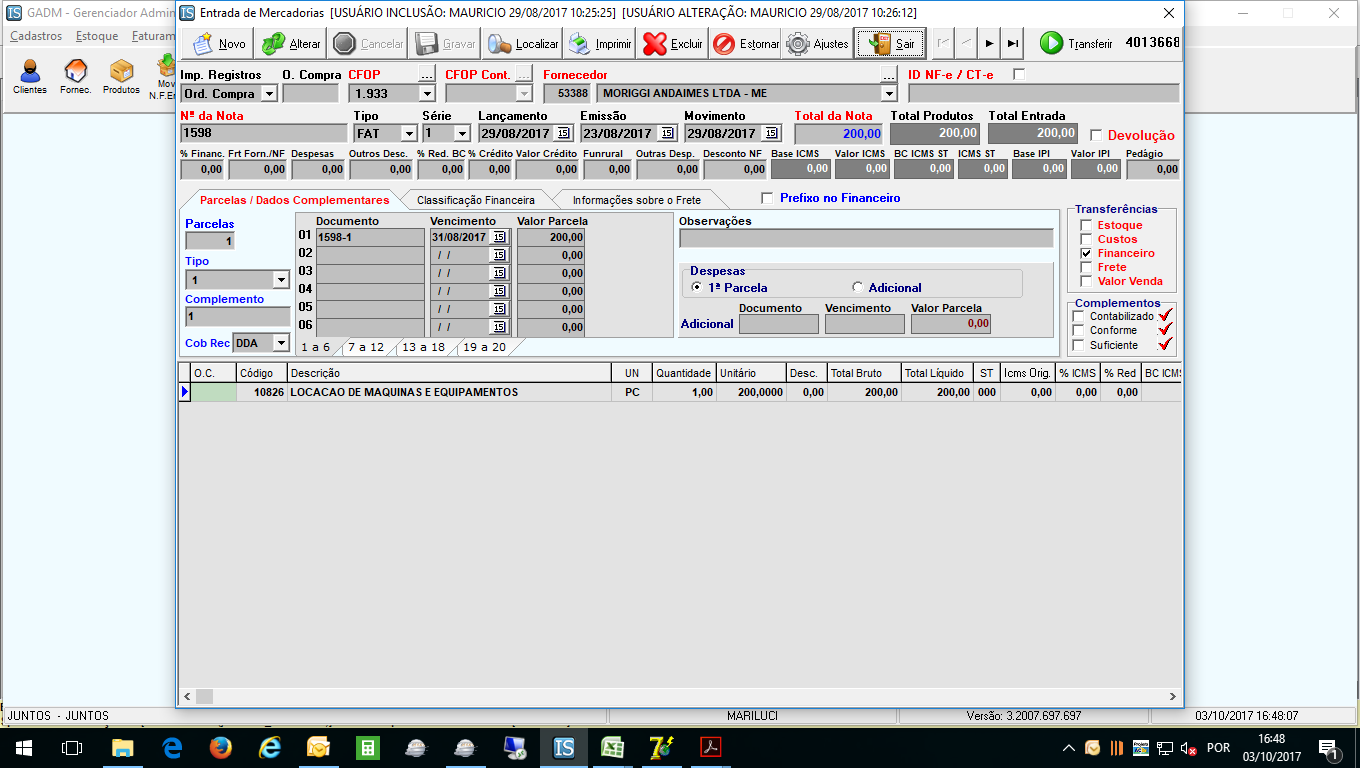 GADM - Gerenciador Admin
Entrada de Mercadorias [USUÁRIO INCLUSÃO: MAURICIO 29/08/2017 10:25:25] [USUÁRIO ALTERAÇÃO: MAURICIO 29/08/2017 10:26:12]
Cadastros Estoque Faturam
Novo Alterar Cancelar Gravar Localizar Imprimir Excluir Estornar Ajustes Sair Transferir 4013668
Clientes Fornec. Produtos Mov N.F.En
Imp. Registros O. Compra CFOP ... CFOP Cont. ... Fornecedor ... ID NF-e / CT-e
Ord. Compra 1.933 53388 MORIGGI ANDAIMES LTDA - ME
Nº da Nota Tipo Série Lançamento Emissão Movimento Total da Nota Total Produtos Total Entrada
1598 FAT 1 29/08/2017 15 23/08/2017 15 29/08/2017 15 200,00 200,00 200,00 Devolução
% Financ. Frt Forn./NF Despesas Outros Desc. % Red. BC % Crédito Valor Crédito Funrural Outras Desp. Desconto NF Base ICMS Valor ICMS BC ICMS ST ICMS ST Base IPI Valor IPI Pedágio
0,00 0,00 0,00 0,00 0,00 0,00 0,00 0,00 0,00 0,00 0,00 0,00 0,00 0,00 0,00 0,00 0,00
Parcelas / Dados Complementares Classificação Financeira Informações sobre o Frete Prefixo no Financeiro
Parcelas
1
Tipo
1
Complemento
1
Cob Rec DDA
Documento Vencimento Valor Parcela
01 1598-1 31/08/2017 15 200,00
02 / / 15 0,00
03 / / 15 0,00
04 / / 15 0,00
05 / / 15 0,00
06 / / 15 0,00
1 a 6 7 a 12 13 a 18 19 a 20
Observações
Despesas
1ª Parcela Adicional
Documento Vencimento Valor Parcela
Adicional 0,00
Transferências
Estoque
Custos
Financeiro
Frete
Valor Venda
Complementos
Contabilizado
Conforme
Suficiente
O.C. Código Descrição UN Quantidade Unitário Desc. Total Bruto Total Líquido ST Icms Orig. % ICMS % Red BC ICM
10826 LOCACAO DE MAQUINAS E EQUIPAMENTOS PC 1,00 200,0000 0,00 200,00 200,00 000 0,00 0,00 0,00
JUNTOS - JUNTOS MARILUCI Versão: 3.2007.697.697 03/10/2017 16:48:07
POR 16:48
03/10/2017
1